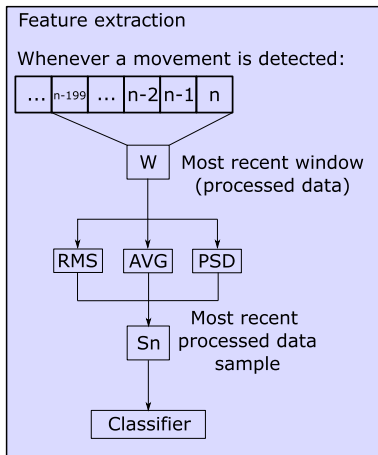 Feature extraction
Whenever a movement is detected:
... n-199 ... n-2 n-1 n
W
Most recent window
(processed data)
RMS AVG PSD
Most recent
processed data
sample
Sn
Classifier